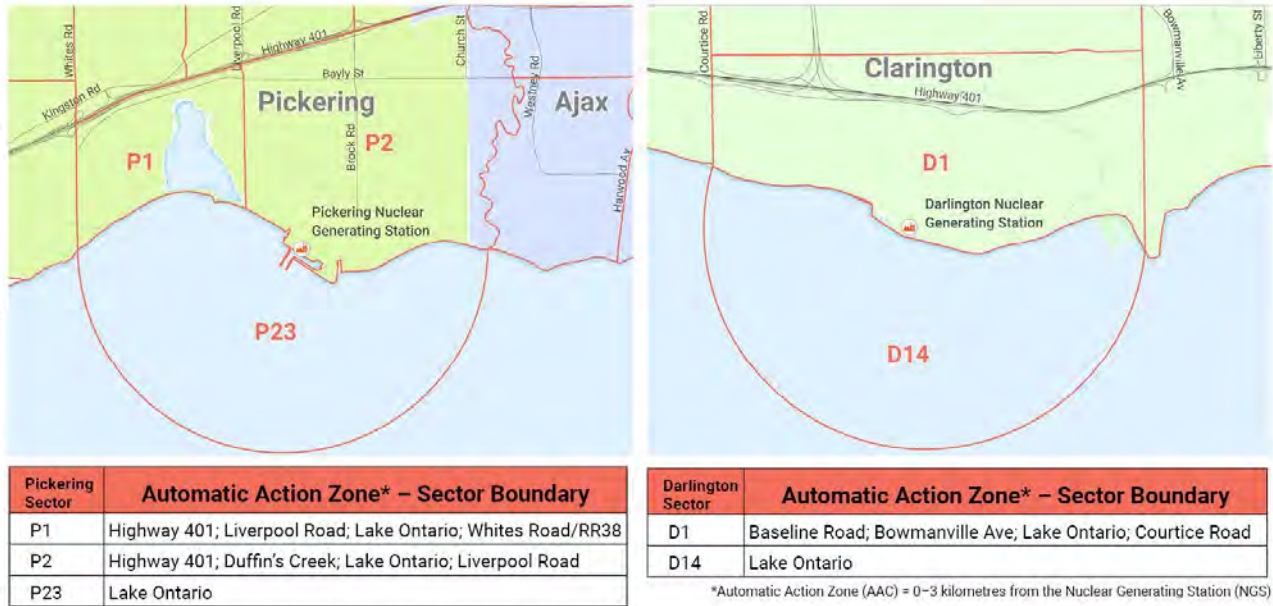 Whites Rd
Highway 401
Liverpool Rd
Church St
Kingston Rd
Bayly St
Westney Rd
Pickering
Ajax
P1
P2
Brock Rd
Harwood Av
Pickering Nuclear
Generating Station
P23
Courtice Rd
Bowmanville Av
Liberty St
Clarington
Highway 401
D1
Darlington Nuclear
Generating Station
D14
Pickering
Sector
Automatic Action Zone* – Sector Boundary
P1
Highway 401; Liverpool Road; Lake Ontario; Whites Road/RR38
P2
Highway 401; Duffin's Creek; Lake Ontario; Liverpool Road
P23
Lake Ontario
Darlington
Sector
Automatic Action Zone* – Sector Boundary
D1
Baseline Road; Bowmanville Ave; Lake Ontario; Courtice Road
D14
Lake Ontario
*Automatic Action Zone (AAC) = 0–3 kilometres from the Nuclear Generating Station (NGS)